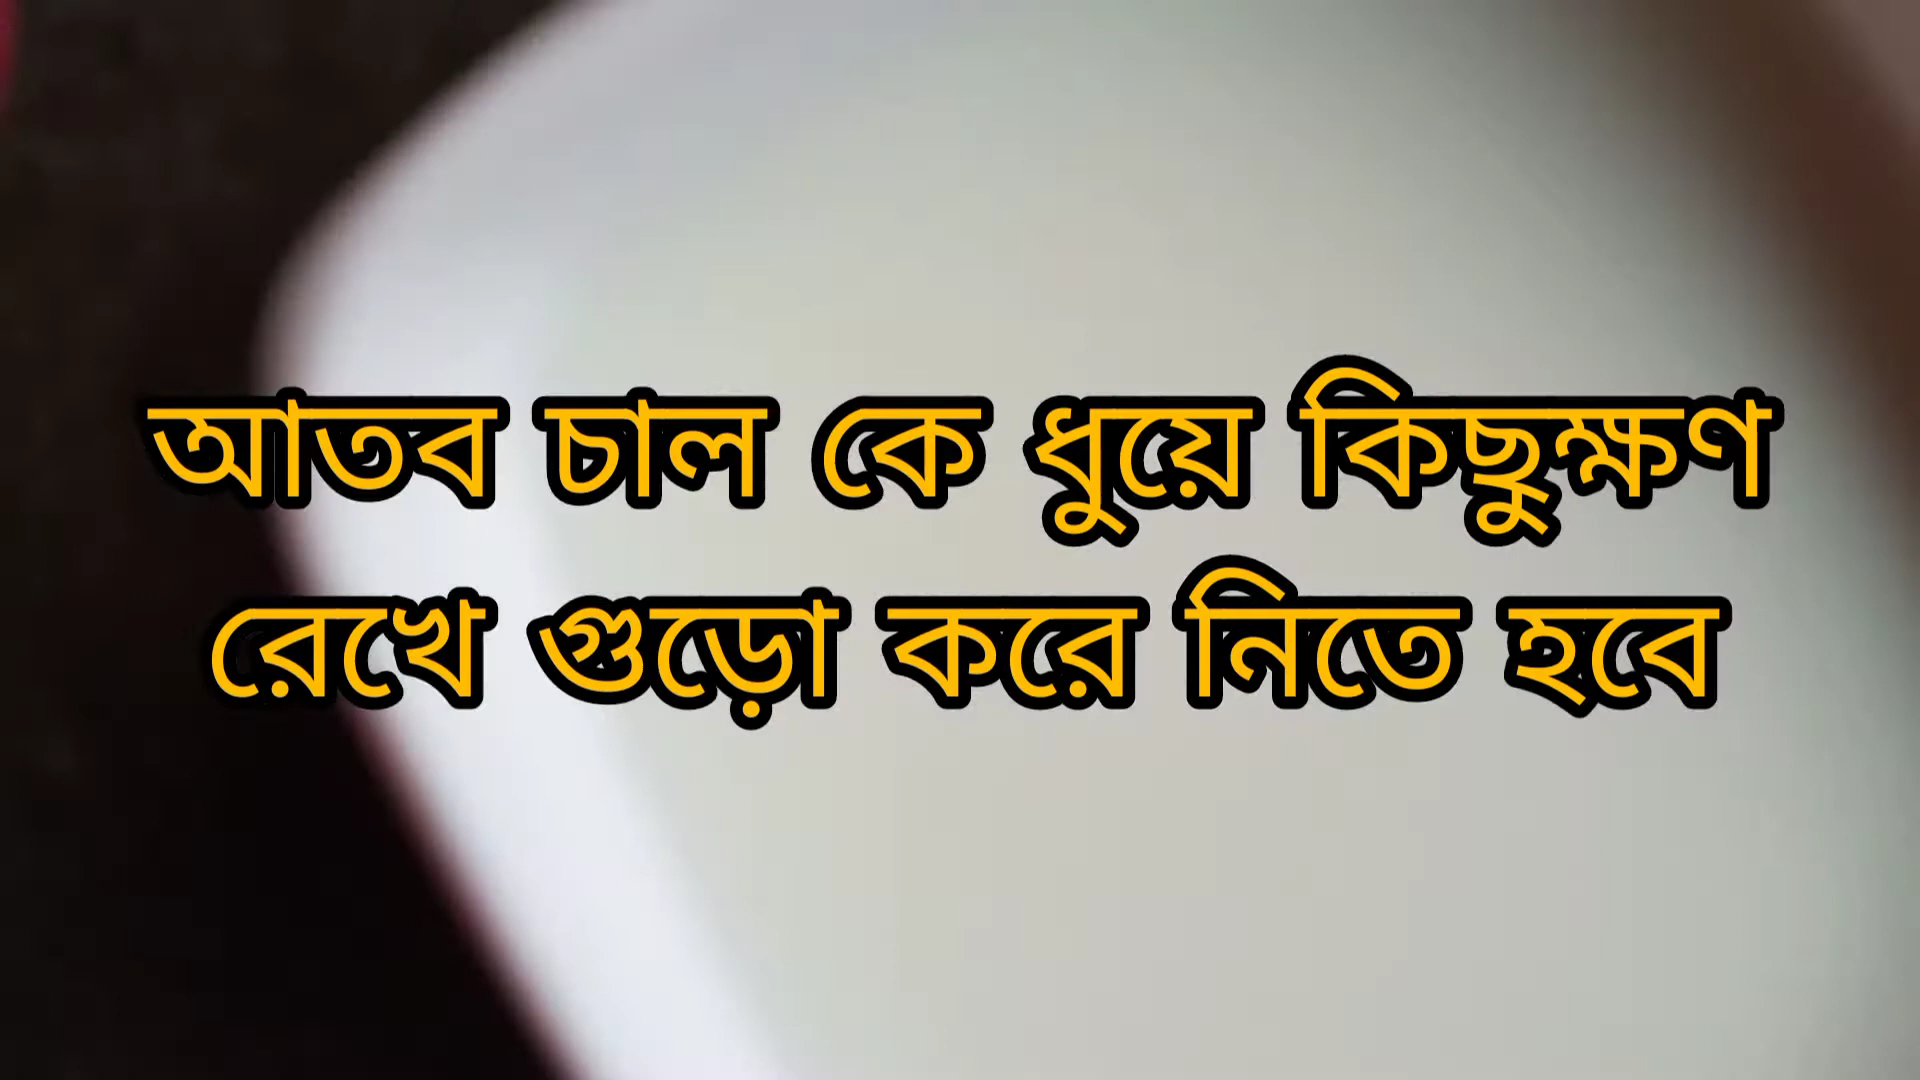 আতব চাল কে ধুয়ে কিছুক্ষণ
রেখে গুড়ো করে নিতে হবে